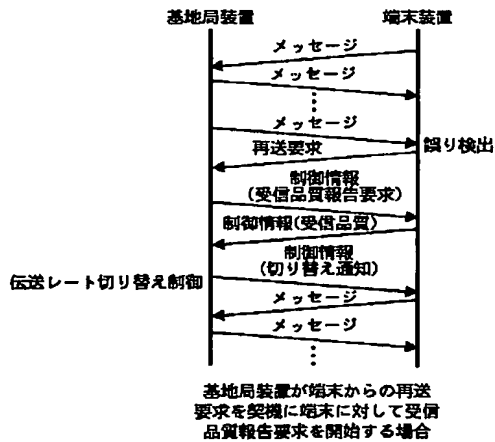 基地局装置
端末装置
メッセージ
メッセージ
メッセージ
誤り検出
再送要求
制御情報
(受信品質報告要求)
制御情報(受信品質)
制御情報
(切り替え通知)
伝送レート切り替え制御
メッセージ
メッセージ
基地局装置が端末からの再送
要求を契機に端末に対して受信
品質報告要求を開始する場合